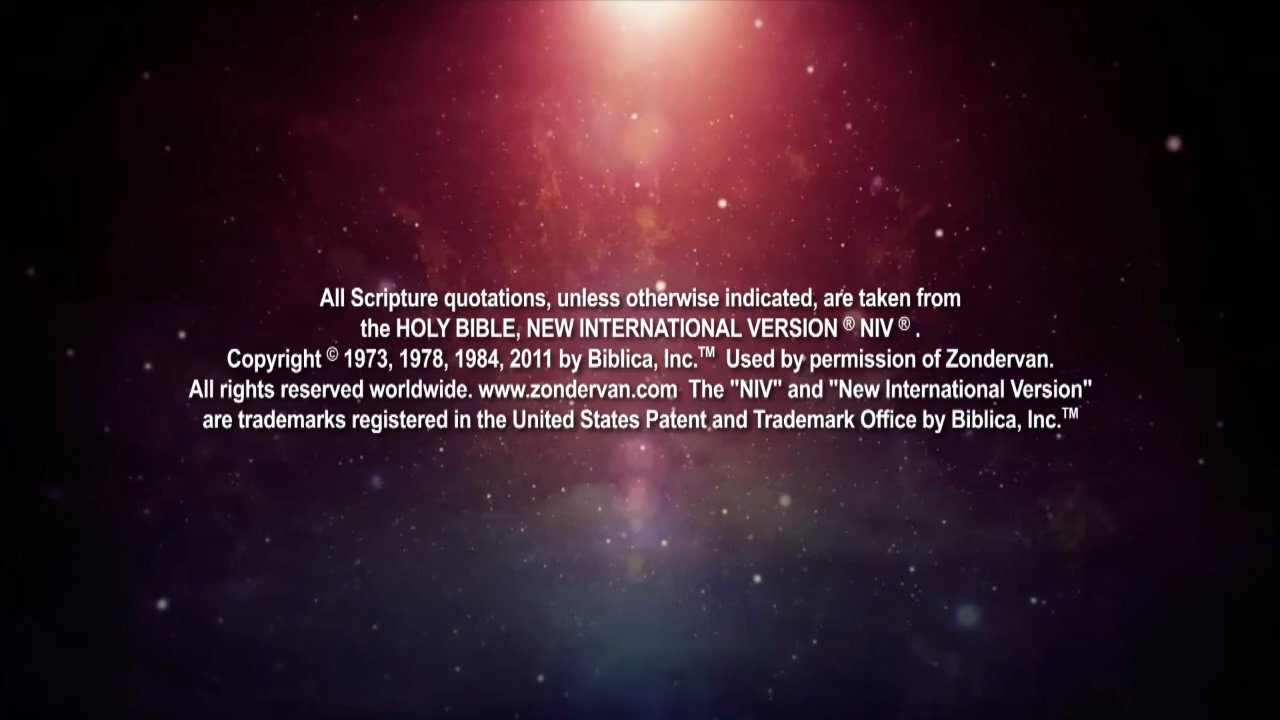 All Scripture quotations, unless otherwise indicated, are taken from
the HOLY BIBLE, NEW INTERNATIONAL VERSION ® NIV ® .
Copyright © 1973, 1978, 1984, 2011 by Biblica, Inc.™ Used by permission of Zondervan.
All rights reserved worldwide. www.zondervan.com The "NIV" and "New International Version"
are trademarks registered in the United States Patent and Trademark Office by Biblica, Inc.™